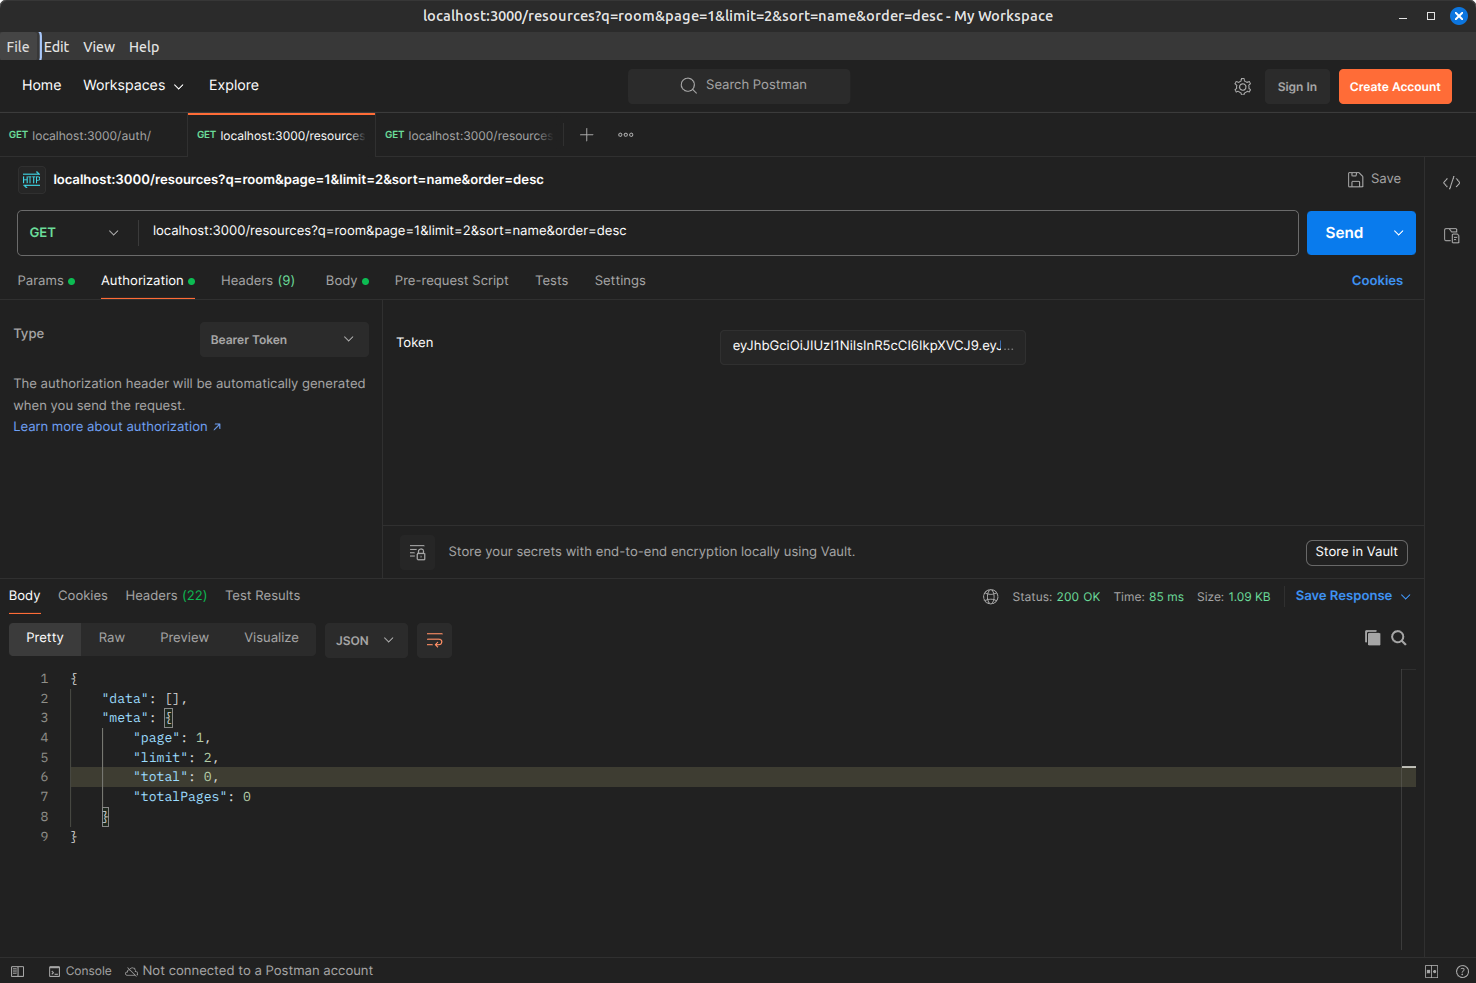 localhost:3000/resources?q=room&page=1&limit=2&sort=name&order=desc - My Workspace
File Edit View Help
Home Workspaces Explore Search Postman Sign In Create Account
GET localhost:3000/auth/ GET localhost:3000/resources GET localhost:3000/resources
HTTP localhost:3000/resources?q=room&page=1&limit=2&sort=name&order=desc Save
GET localhost:3000/resources?q=room&page=1&limit=2&sort=name&order=desc Send
Params Authorization Headers (9) Body Pre-request Script Tests Settings Cookies
Type Bearer Token Token eyJhbGciOiJIUzI1NiIsInR5cCI6IkpXVCJ9.eyJ...
The authorization header will be automatically generated
when you send the request.
Learn more about authorization
Store your secrets with end-to-end encryption locally using Vault. Store in Vault
Body Cookies Headers (22) Test Results Status: 200 OK Time: 85 ms Size: 1.09 KB Save Response
Pretty Raw Preview Visualize JSON
1 {
2 "data": [],
3 "meta": {
4 "page": 1,
5 "limit": 2,
6 "total": 0,
7 "totalPages": 0
8 }
9 }
Console Not connected to a Postman account